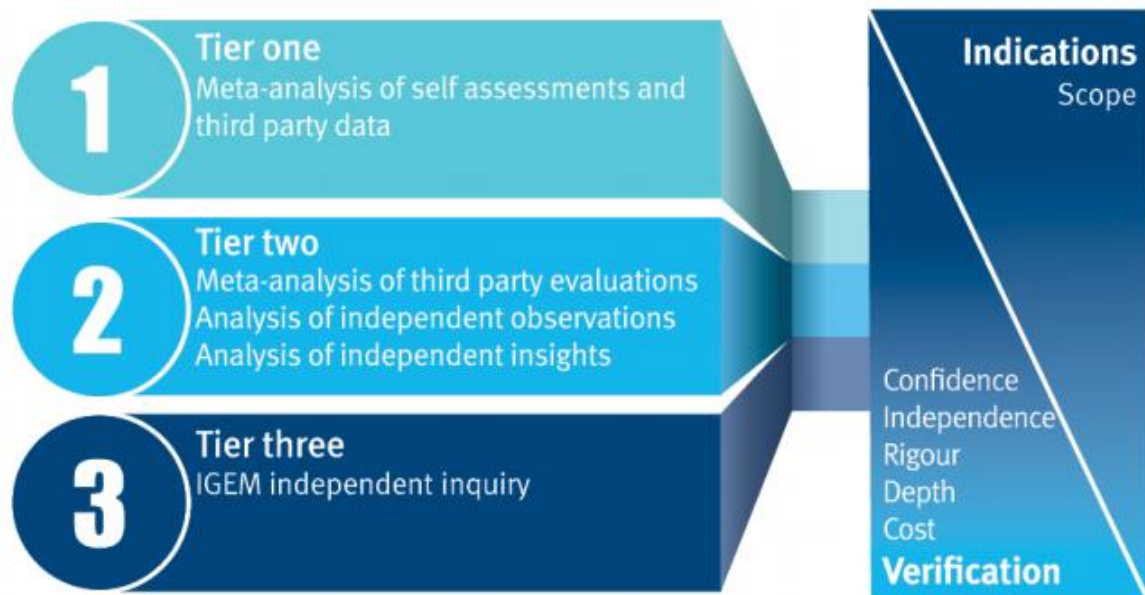 1
Tier one
Meta-analysis of self assessments and
third party data
2
Tier two
Meta-analysis of third party evaluations
Analysis of independent observations
Analysis of independent insights
3
Tier three
IGEM independent inquiry
Indications
Scope
Confidence
Independence
Rigour
Depth
Cost
Verification